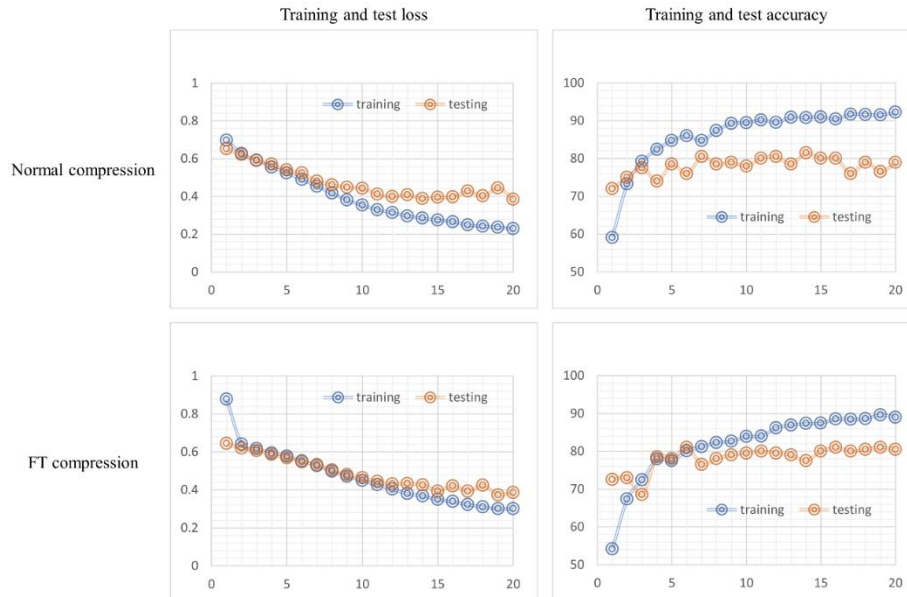 Training and test loss
Training and test accuracy
Normal compression
1
0.8
0.6
0.4
0.2
0
training testing
0 5 10 15 20
100
90
80
70
60
50
training testing
0 5 10 15 20
FT compression
1
0.8
0.6
0.4
0.2
0
training testing
0 5 10 15 20
100
90
80
70
60
50
training testing
0 5 10 15 20